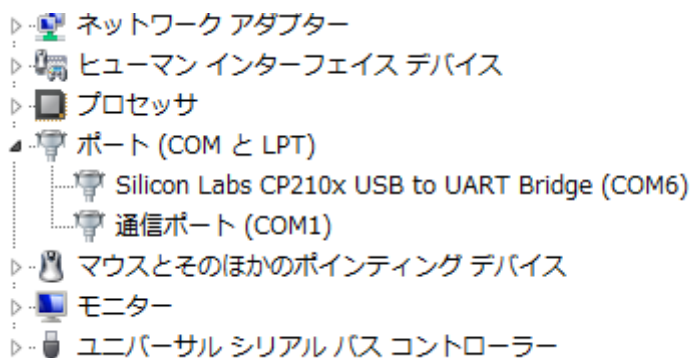 ネットワーク アダプター
ヒューマン インターフェイス デバイス
プロセッサ
ポート (COM と LPT)
Silicon Labs CP210x USB to UART Bridge (COM6)
通信ポート (COM1)
マウスとそのほかのポインティング デバイス
モニター
ユニバーサル シリアル バス コントローラー